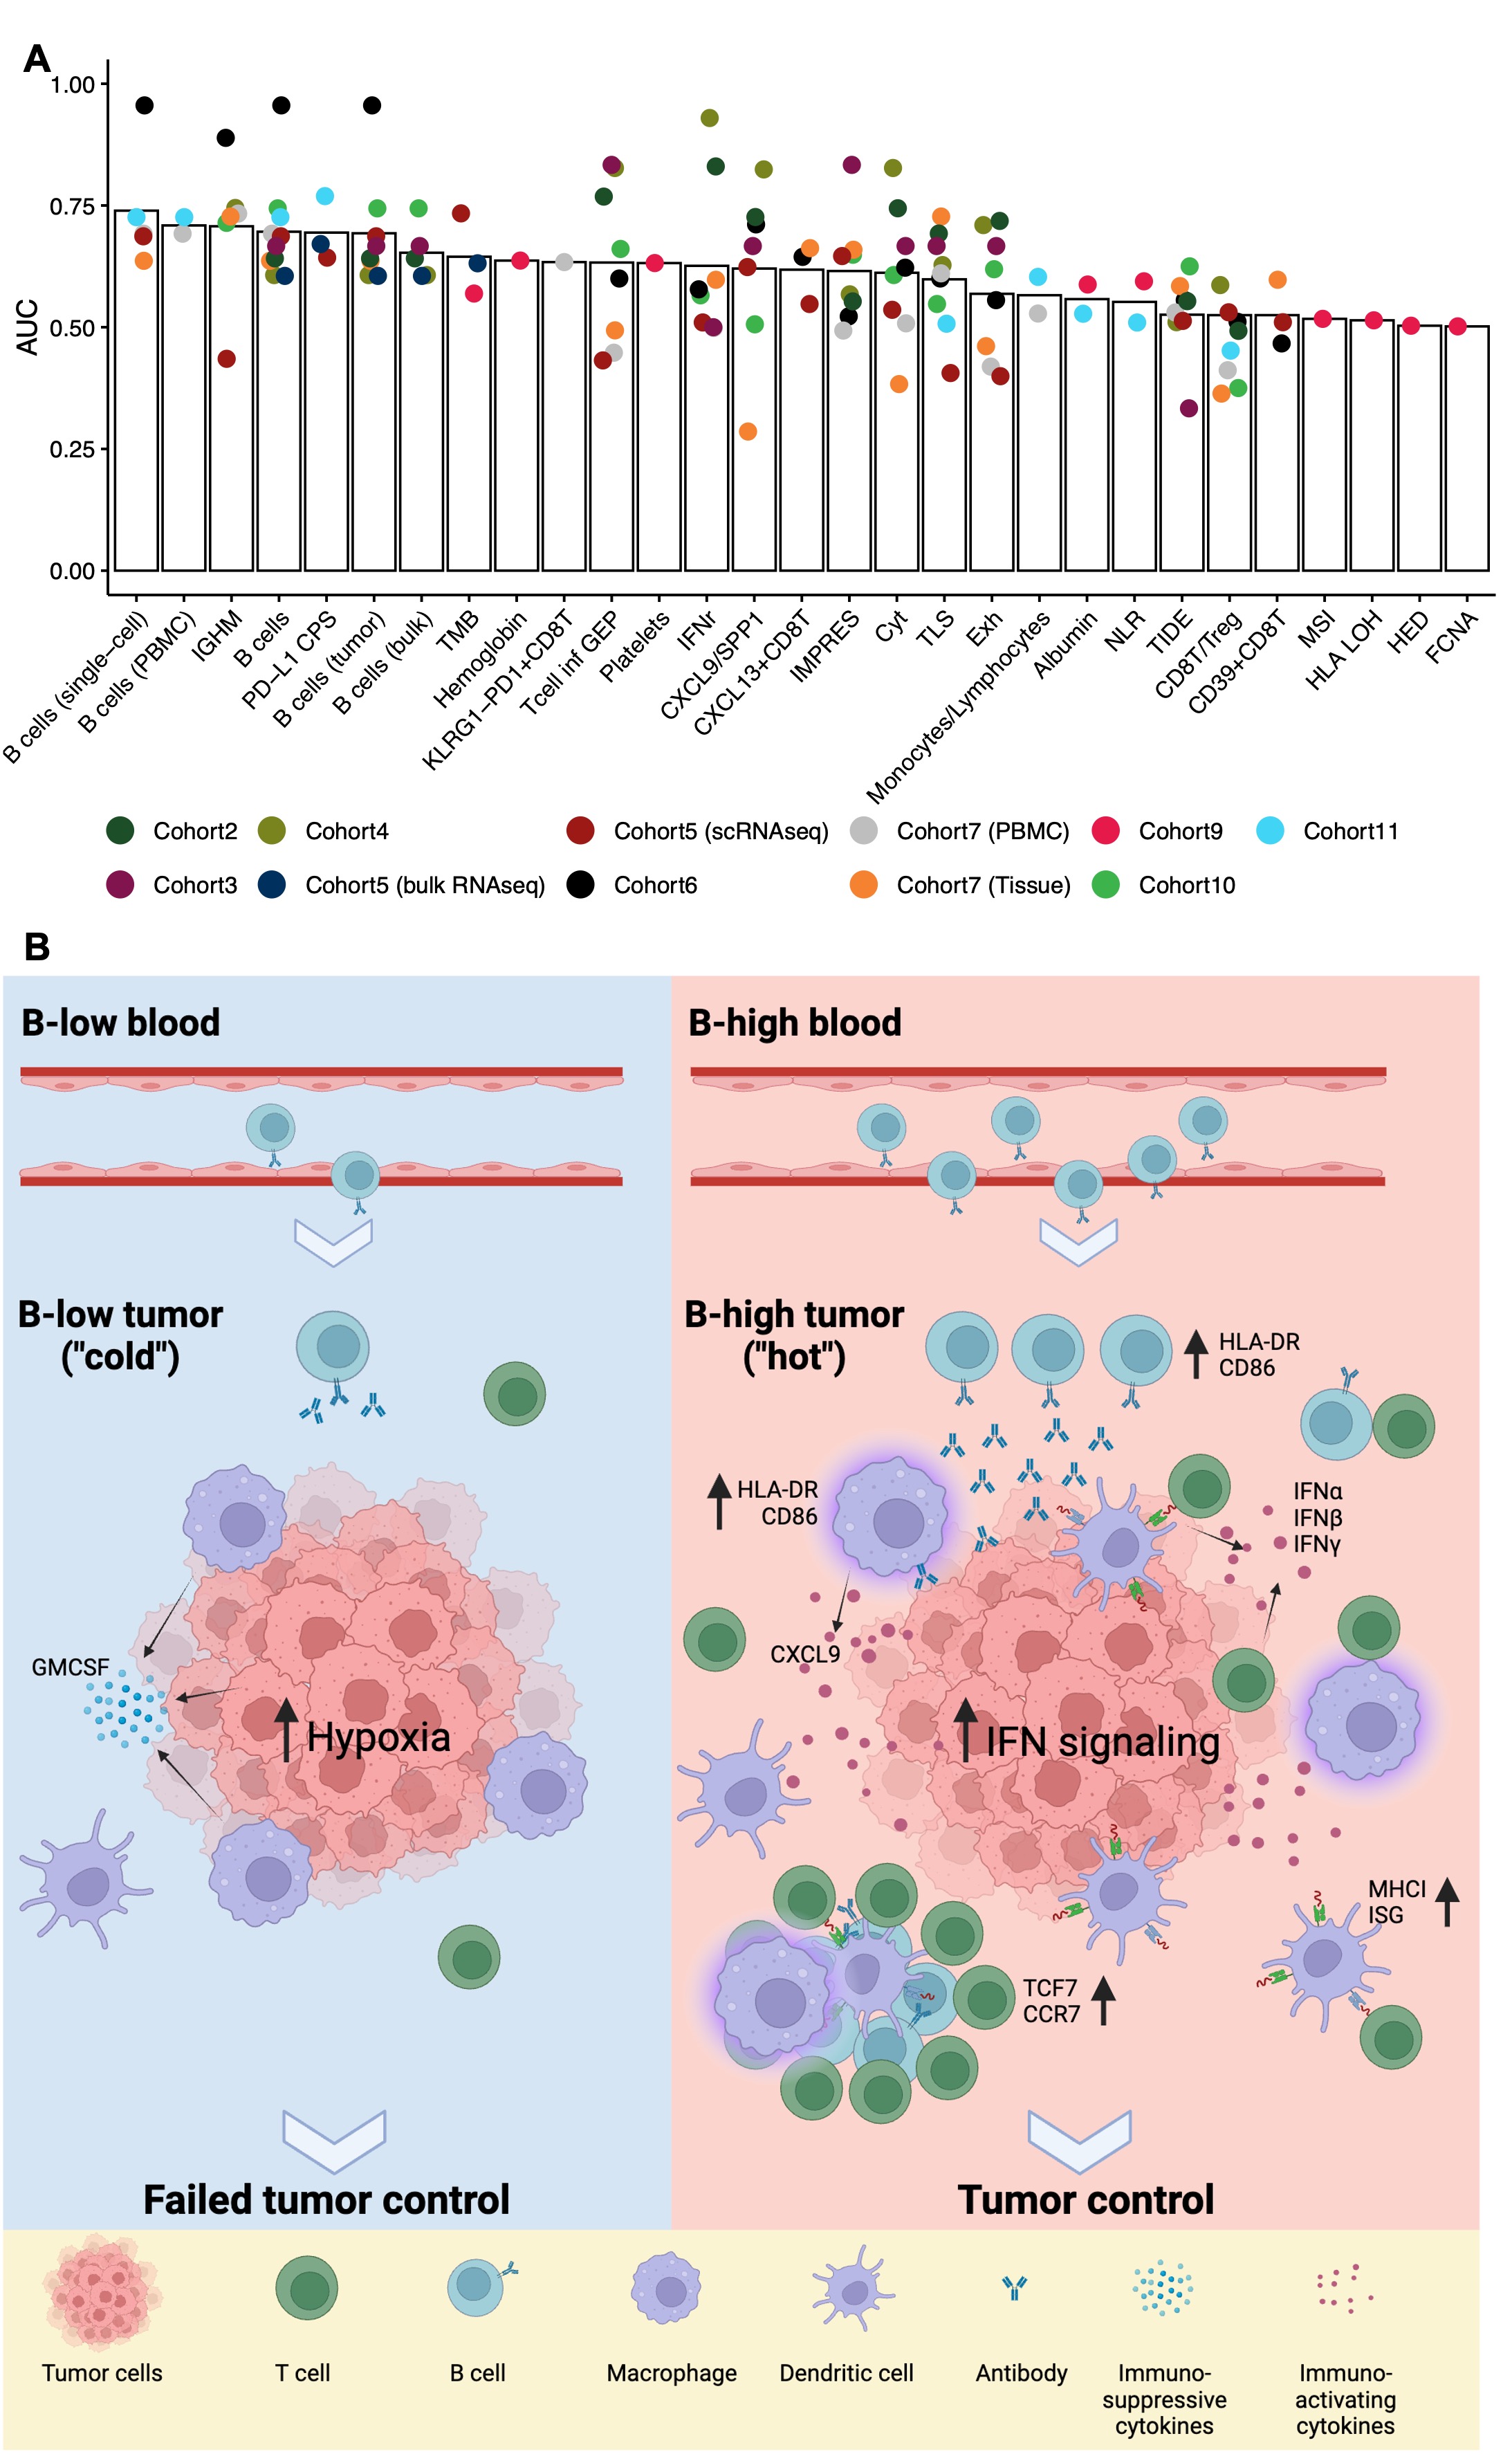 A
1.00
0.75
0.50
0.25
0.00
AUC
B cells (single−cell)
B cells (PBMC)
IGHM
B cells
PD−L1 CPS
B cells (tumor)
B cells (bulk)
TMB
Hemoglobin
KLRG1−PD1+CD8T
Tcell inf GEP
Platelets
IFNr
CXCL9/SPP1
CXCL13+CD8T
IMPRES
Cyt
TLS
Exh
Monocytes/Lymphocytes
Albumin
NLR
TIDE
CD8T/Treg
CD39+CD8T
MSI
HLA LOH
HED
FCNA
Cohort2
Cohort4
Cohort5 (scRNAseq)
Cohort7 (PBMC)
Cohort9
Cohort11
Cohort3
Cohort5 (bulk RNAseq)
Cohort6
Cohort7 (Tissue)
Cohort10
B
B-low blood
B-high blood
B-low tumor
("cold")
B-high tumor
("hot")
HLA-DR
CD86
HLA-DR
CD86
IFNα
IFNβ
IFNγ
GMCSF
CXCL9
Hypoxia
IFN signaling
MHCI
ISG
TCF7
CCR7
Failed tumor control
Tumor control
Tumor cells
T cell
B cell
Macrophage
Dendritic cell
Antibody
Immuno-
suppressive
cytokines
Immuno-
activating
cytokines